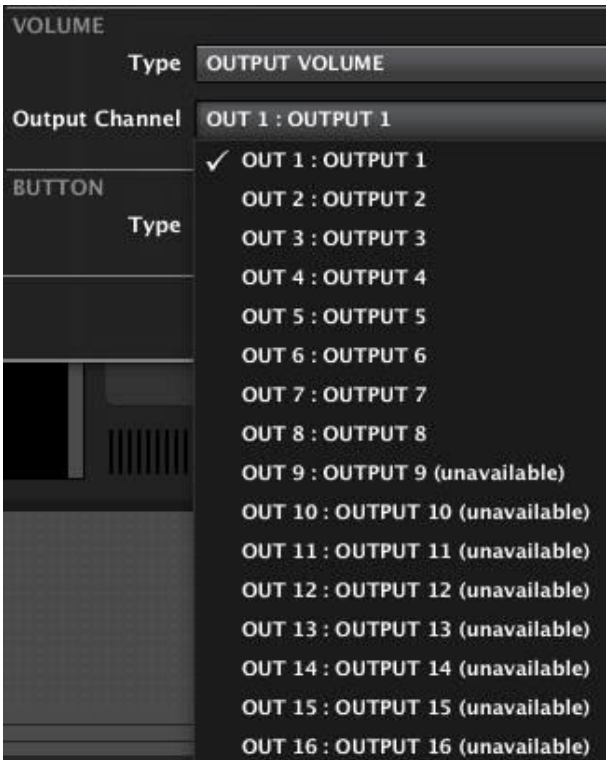 VOLUME
Type OUTPUT VOLUME
Output Channel OUT 1 : OUTPUT 1
✓ OUT 1 : OUTPUT 1
BUTTON
OUT 2 : OUTPUT 2
Type
OUT 3 : OUTPUT 3
OUT 4 : OUTPUT 4
OUT 5 : OUTPUT 5
OUT 6 : OUTPUT 6
OUT 7 : OUTPUT 7
OUT 8 : OUTPUT 8
OUT 9 : OUTPUT 9 (unavailable)
OUT 10 : OUTPUT 10 (unavailable)
OUT 11 : OUTPUT 11 (unavailable)
OUT 12 : OUTPUT 12 (unavailable)
OUT 13 : OUTPUT 13 (unavailable)
OUT 14 : OUTPUT 14 (unavailable)
OUT 15 : OUTPUT 15 (unavailable)
OUT 16 : OUTPUT 16 (unavailable)